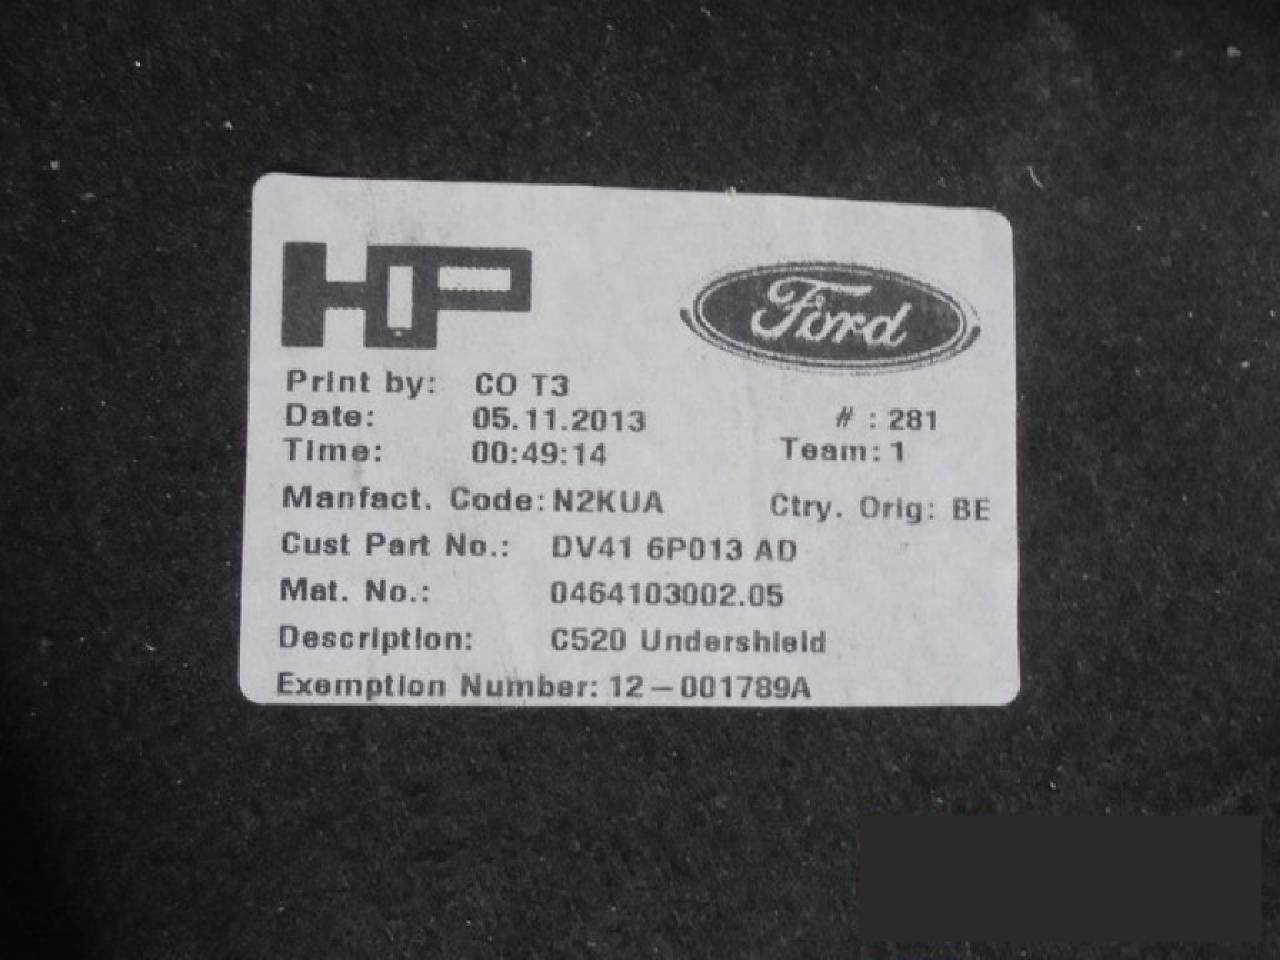 HP Ford
Print by: CO T3
Date: 05.11.2013 # : 281
Time: 00:49:14 Team: 1
Manfact. Code: N2KUA Ctry. Orig: BE
Cust Part No.: DV41 6P013 AD
Mat. No.: 0464103002.05
Description: C520 Undershield
Exemption Number: 12-001789A